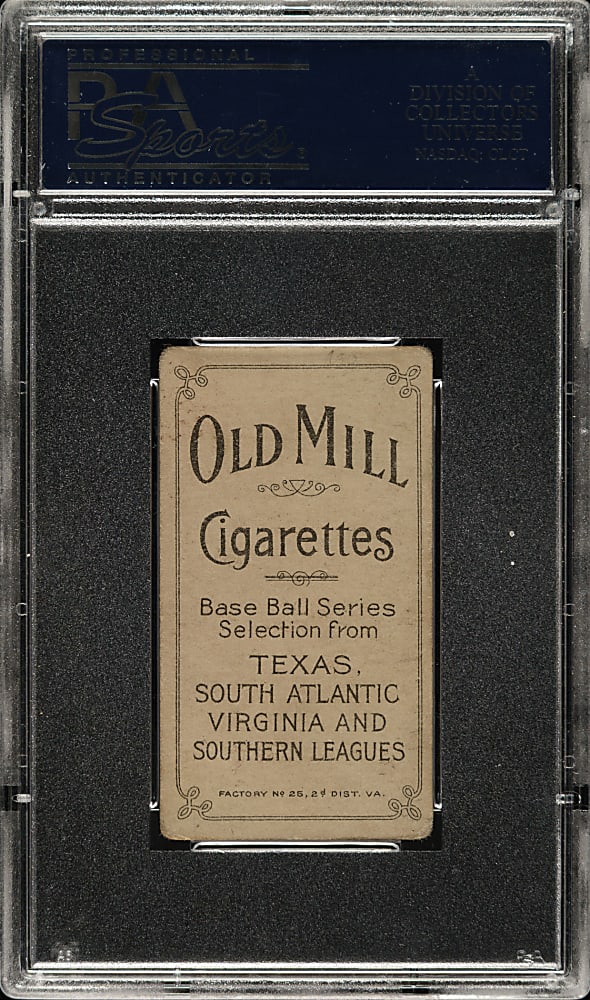 PROFESSIONAL
PSA
Sports
AUTHENTICATOR
A
DIVISION OF
COLLECTORS
UNIVERSE
NASDAQ: CLCT
OLD MILL
Cigarettes
Base Ball Series
Selection from
TEXAS,
SOUTH ATLANTIC
VIRGINIA AND
SOUTHERN LEAGUES
FACTORY Nº 25, 2ᵈ DIST. VA.
PSA